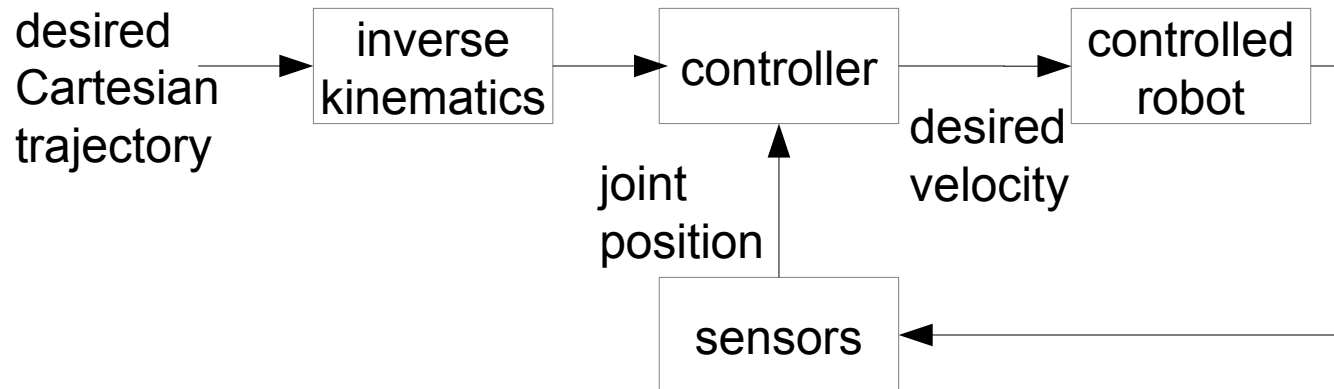 desired
Cartesian
trajectory
inverse
kinematics
controller
desired
velocity
controlled
robot
joint
position
sensors